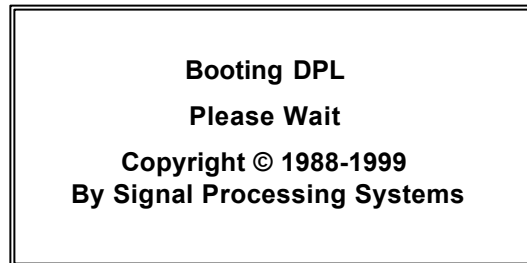 Booting DPL
Please Wait
Copyright © 1988-1999
By Signal Processing Systems